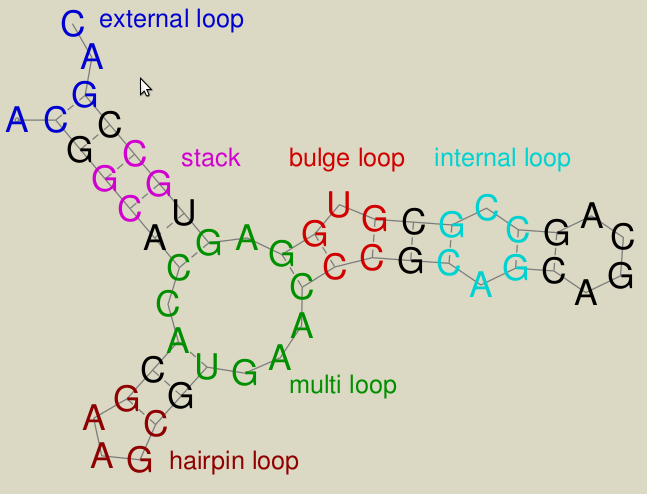 C external loop
A
G
A C C
G C stack bulge loop internal loop
G G
C U U G C G C C G A C
A G A G G
C C C G C A G C A G
C C
A
A A
C U G multi loop
G G
A C
A G hairpin loop